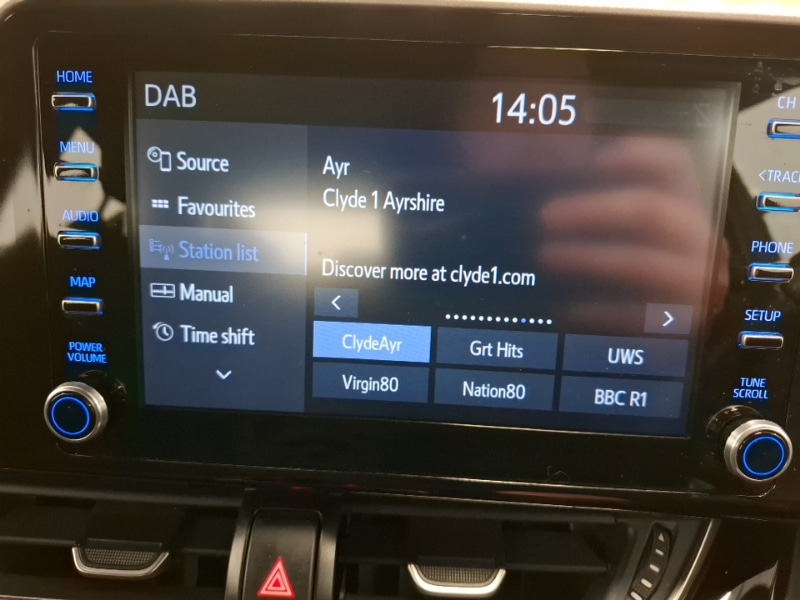 HOME
MENU
AUDIO
MAP
POWER
VOLUME
DAB
14:05
Source
Favourites
Station list
Manual
Time shift
Ayr
Clyde 1 Ayrshire
Discover more at clyde1.com
<
>
ClydeAyr
Grt Hits
UWS
Virgin80
Nation80
BBC R1
CH
<TRACK
PHONE
SETUP
TUNE
SCROLL